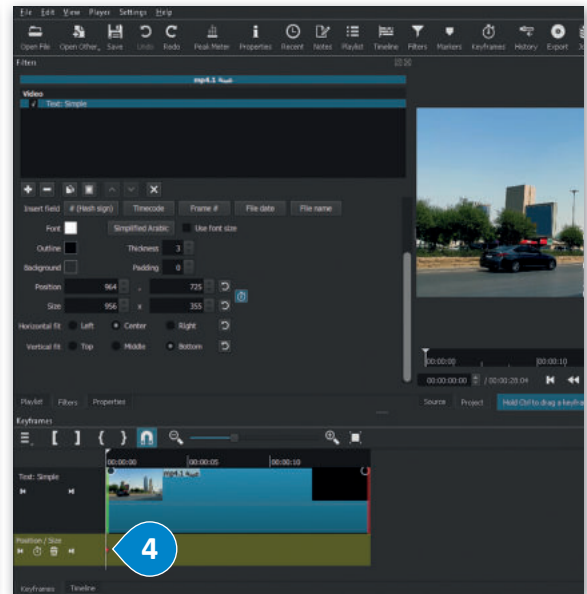 File Edit View Player Settings Help
Open File Open Other... Save Undo Redo Peak Meter Properties Recent Notes Playlist Timeline Filters Markers Keyframes History Export
Filters
mp4.1
Video
Text: Simple
Insert field # (Hash sign) Timecode Frame # File date File name
Font Simplified Arabic Use font size
Outline Thickness 3
Background Padding 0
Position 964 , 725
Size 956 x 355
Horizontal fit Left Center Right
Vertical fit Top Middle Bottom
00:00:00 00:00:10
00:00:00:00 / 00:00:28:04
Playlist Filters Properties
Source Project Hold Ctrl to drag a keyfra
Keyframes
00:00:00 00:00:05 00:00:10
Text: Simple
mp4.1
Position / Size
4
Keyframes Timeline